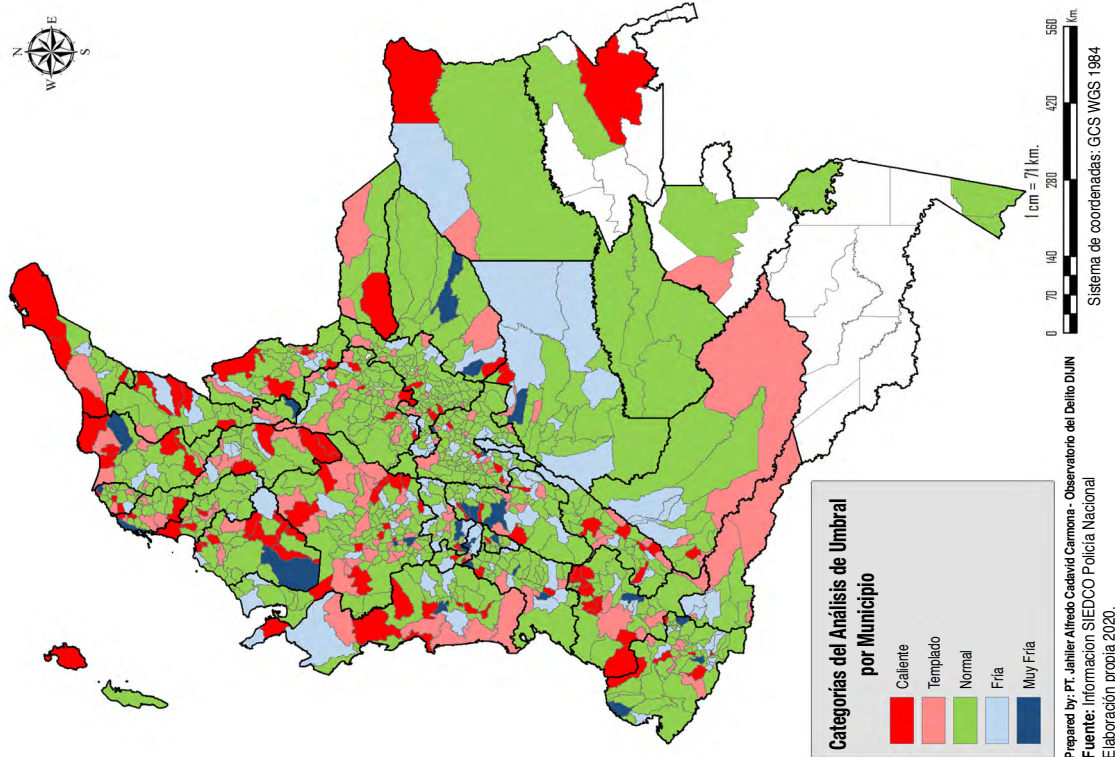 N
E
W
S
Categorías del Análisis de Umbral
por Municipio
Caliente
Templado
Normal
Fría
Muy Fría
1 cm = 71 km.
0 70 140 280 420 560
Km.
Sistema de coordenadas: GCS WGS 1984
Prepared by: PT. Jahiler Alfredo Cadavid Carmona - Observatorio del Delito DIJIN
Fuente: Informacion SIEDCO Policía Nacional
Elaboración propia 2020.